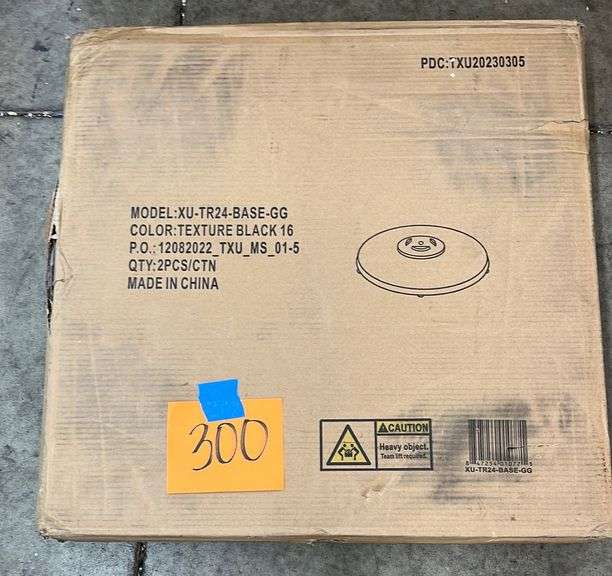 PDC:TXU20230305
MODEL:XU-TR24-BASE-GG
COLOR:TEXTURE BLACK 16
P.O.:12082022_TXU_MS_01-5
QTY:2PCS/CTN
MADE IN CHINA
300
CAUTION
Heavy object.
Team lift required.
XU-TR24-BASE-GG